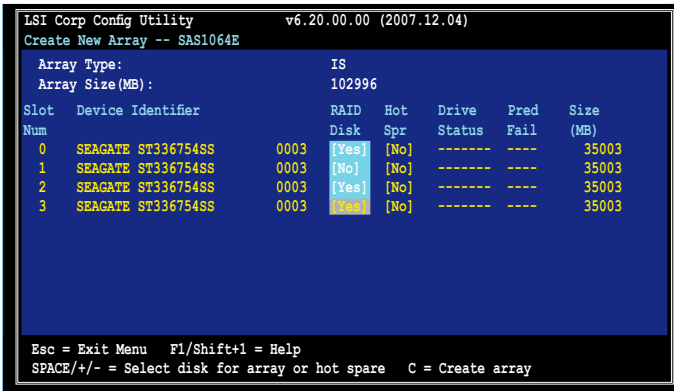 LSI Corp Config Utility v6.20.00.00 (2007.12.04)
Create New Array -- SAS1064E
Array Type: IS
Array Size(MB): 102996
Slot Device Identifier RAID Hot Drive Pred Size
Num Disk Spr Status Fail (MB)
0 SEAGATE ST336754SS 0003 [Yes] [No] ------- ---- 35003
1 SEAGATE ST336754SS 0003 [No] [No] ------- ---- 35003
2 SEAGATE ST336754SS 0003 [Yes] [No] ------- ---- 35003
3 SEAGATE ST336754SS 0003 [Yes] [No] ------- ---- 35003
Esc = Exit Menu F1/Shift+1 = Help
SPACE/+/- = Select disk for array or hot spare C = Create array